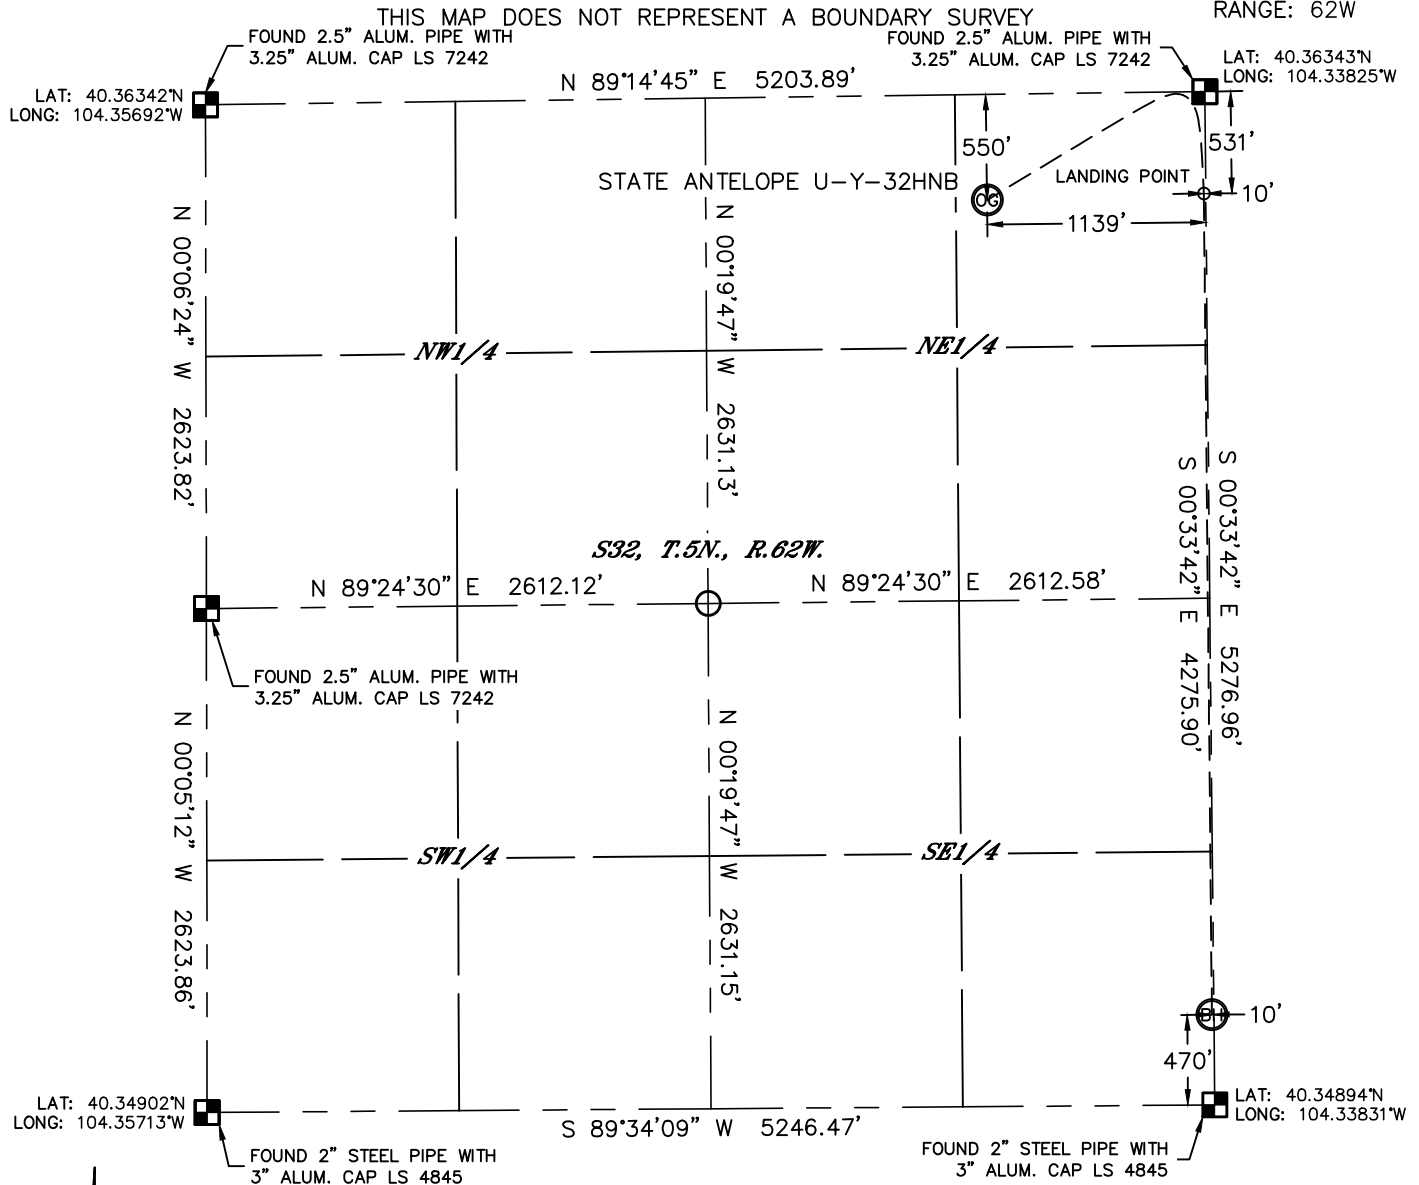 THIS MAP DOES NOT REPRESENT A BOUNDARY SURVEY
RANGE: 62W
FOUND 2.5" ALUM. PIPE WITH
3.25" ALUM. CAP LS 7242
FOUND 2.5" ALUM. PIPE WITH
3.25" ALUM. CAP LS 7242
LAT: 40.36343°N
LONG: 104.33825°W
LAT: 40.36342°N
LONG: 104.35692°W
N 89°14'45" E 5203.89'
550'
531'
STATE ANTELOPE U-Y-32HNB
OG
LANDING POINT
10'
1139'
N 00°06'24" W 2623.82'
N 00°19'47" W 2631.13'
NW1/4
NE1/4
S 00°33'42" E 4275.90'
S 00°33'42" E 5276.96'
S32, T.5N., R.62W.
N 89°24'30" E 2612.12'
N 89°24'30" E 2612.58'
FOUND 2.5" ALUM. PIPE WITH
3.25" ALUM. CAP LS 7242
N 00°05'12" W 2623.86'
N 00°19'47" W 2631.15'
SW1/4
SE1/4
BH
10'
470'
LAT: 40.34902°N
LONG: 104.35713°W
LAT: 40.34894°N
LONG: 104.33831°W
S 89°34'09" W 5246.47'
FOUND 2" STEEL PIPE WITH
3" ALUM. CAP LS 4845
FOUND 2" STEEL PIPE WITH
3" ALUM. CAP LS 4845